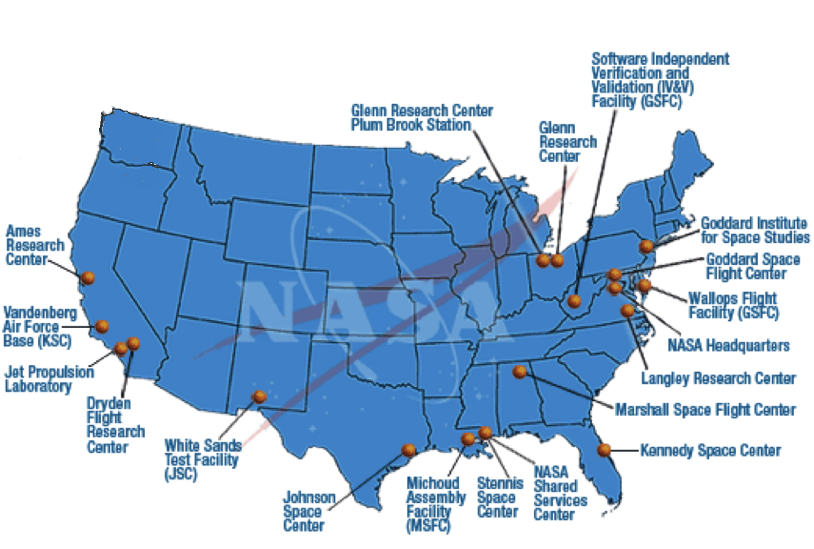 Software Independent
Verification and
Validation (IV&V)
Facility (GSFC)
Glenn Research Center
Plum Brook Station
Glenn
Research
Center
Ames
Research
Center
Goddard Institute
for Space Studies
Goddard Space
Flight Center
Wallops Flight
Facility (GSFC)
NASA
Vandenberg
Air Force
Base (KSC)
NASA Headquarters
Jet Propulsion
Laboratory
Langley Research Center
Dryden
Flight
Research
Center
Marshall Space Flight Center
White Sands
Test Facility
(JSC)
Kennedy Space Center
Johnson
Space
Center
Michoud
Assembly
Facility
(MSFC)
Stennis
Space
Center
NASA
Shared
Services
Center